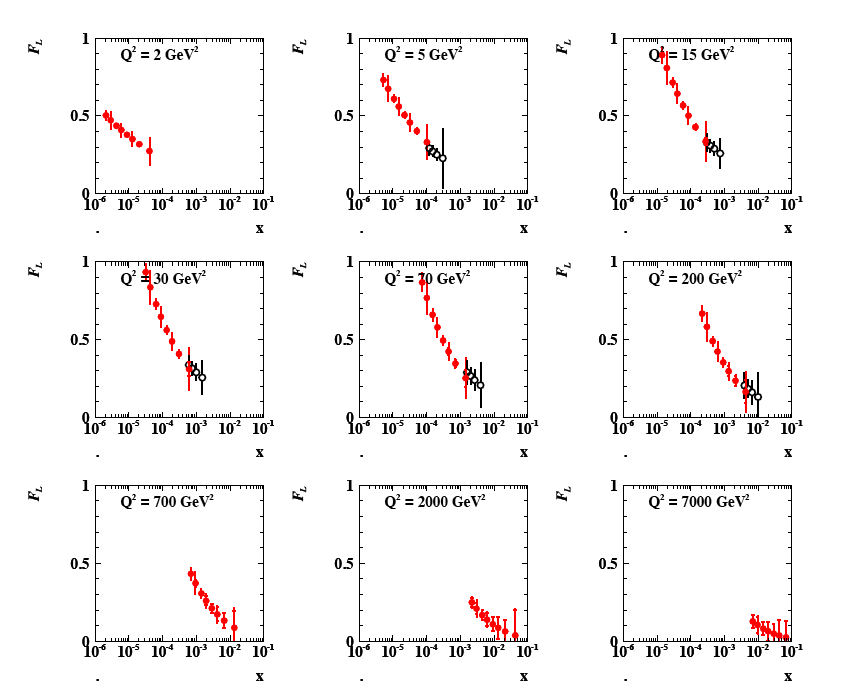 F_L 1 Q² = 2 GeV² 0.5 0 10⁻⁶ 10⁻⁵ 10⁻⁴ 10⁻³ 10⁻² 10⁻¹ . x
F_L 1 Q² = 5 GeV² 0.5 0 10⁻⁶ 10⁻⁵ 10⁻⁴ 10⁻³ 10⁻² 10⁻¹ . x
F_L 1 Q² = 15 GeV² 0.5 0 10⁻⁶ 10⁻⁵ 10⁻⁴ 10⁻³ 10⁻² 10⁻¹ . x
F_L 1 Q² = 30 GeV² 0.5 0 10⁻⁶ 10⁻⁵ 10⁻⁴ 10⁻³ 10⁻² 10⁻¹ . x
F_L 1 Q² = 70 GeV² 0.5 0 10⁻⁶ 10⁻⁵ 10⁻⁴ 10⁻³ 10⁻² 10⁻¹ . x
F_L 1 Q² = 200 GeV² 0.5 0 10⁻⁶ 10⁻⁵ 10⁻⁴ 10⁻³ 10⁻² 10⁻¹ . x
F_L 1 Q² = 700 GeV² 0.5 0 10⁻⁶ 10⁻⁵ 10⁻⁴ 10⁻³ 10⁻² 10⁻¹ . x
F_L 1 Q² = 2000 GeV² 0.5 0 10⁻⁶ 10⁻⁵ 10⁻⁴ 10⁻³ 10⁻² 10⁻¹ . x
F_L 1 Q² = 7000 GeV² 0.5 0 10⁻⁶ 10⁻⁵ 10⁻⁴ 10⁻³ 10⁻² 10⁻¹ . x